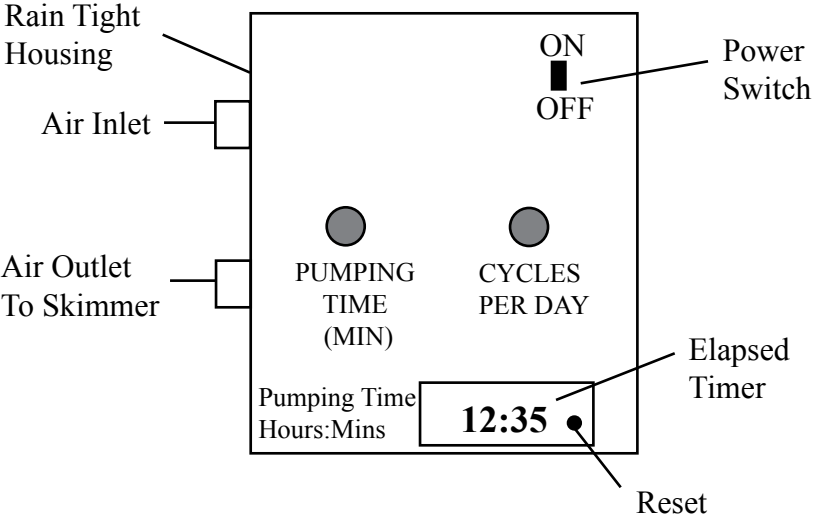 Rain Tight
Housing
ON
OFF
Power
Switch
Air Inlet
Air Outlet
To Skimmer
PUMPING
TIME
(MIN)
CYCLES
PER DAY
Elapsed
Timer
Pumping Time
Hours:Mins
12:35
Reset